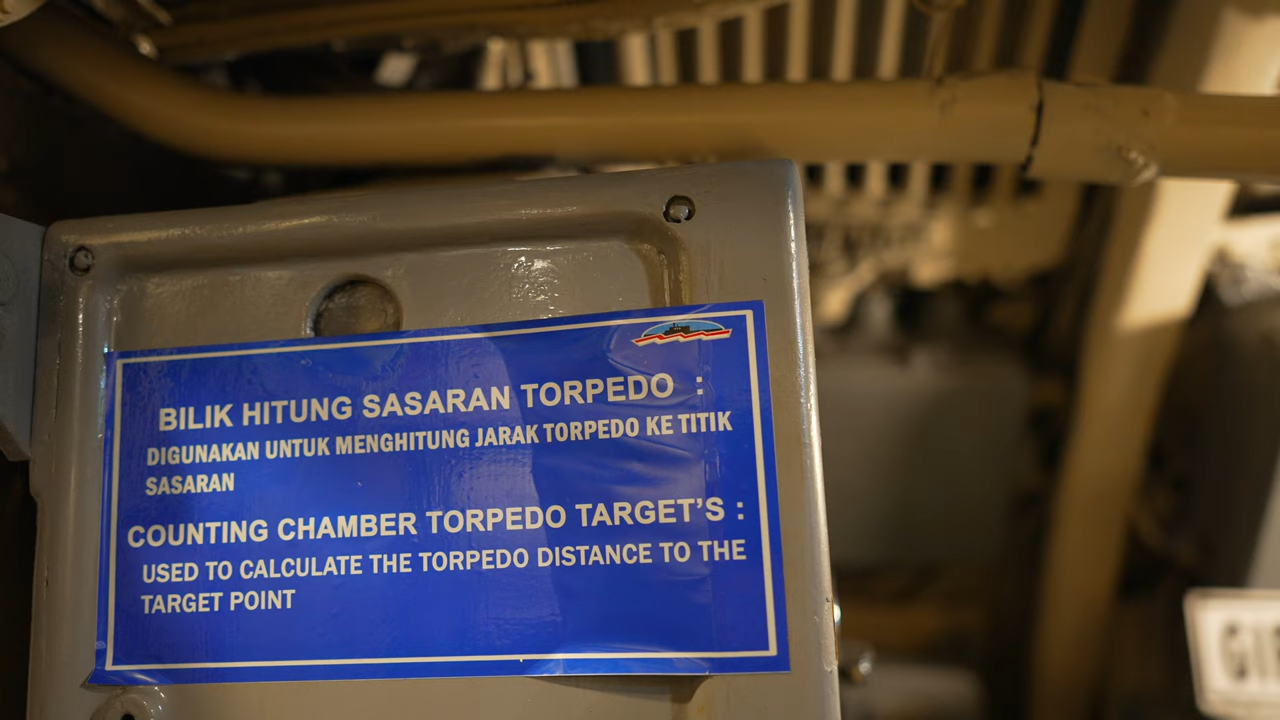 BILIK HITUNG SASARAN TORPEDO :
DIGUNAKAN UNTUK MENGHITUNG JARAK TORPEDO KE TITIK
SASARAN
COUNTING CHAMBER TORPEDO TARGET'S :
USED TO CALCULATE THE TORPEDO DISTANCE TO THE
TARGET POINT